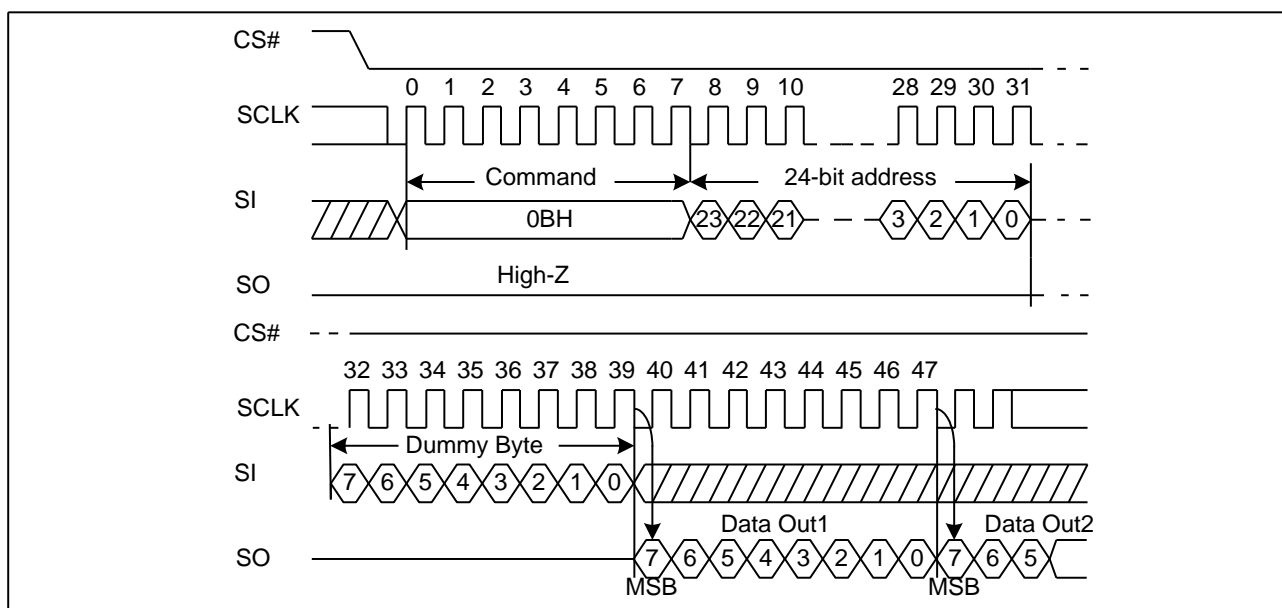 CS#
0 1 2 3 4 5 6 7 8 9 10 28 29 30 31
SCLK
Command 24-bit address
SI
0BH 23 22 21 3 2 1 0
High-Z
SO
CS#
32 33 34 35 36 37 38 39 40 41 42 43 44 45 46 47
SCLK
Dummy Byte
SI
7 6 5 4 3 2 1 0
Data Out1 Data Out2
SO
7 6 5 4 3 2 1 0 7 6 5
MSB MSB